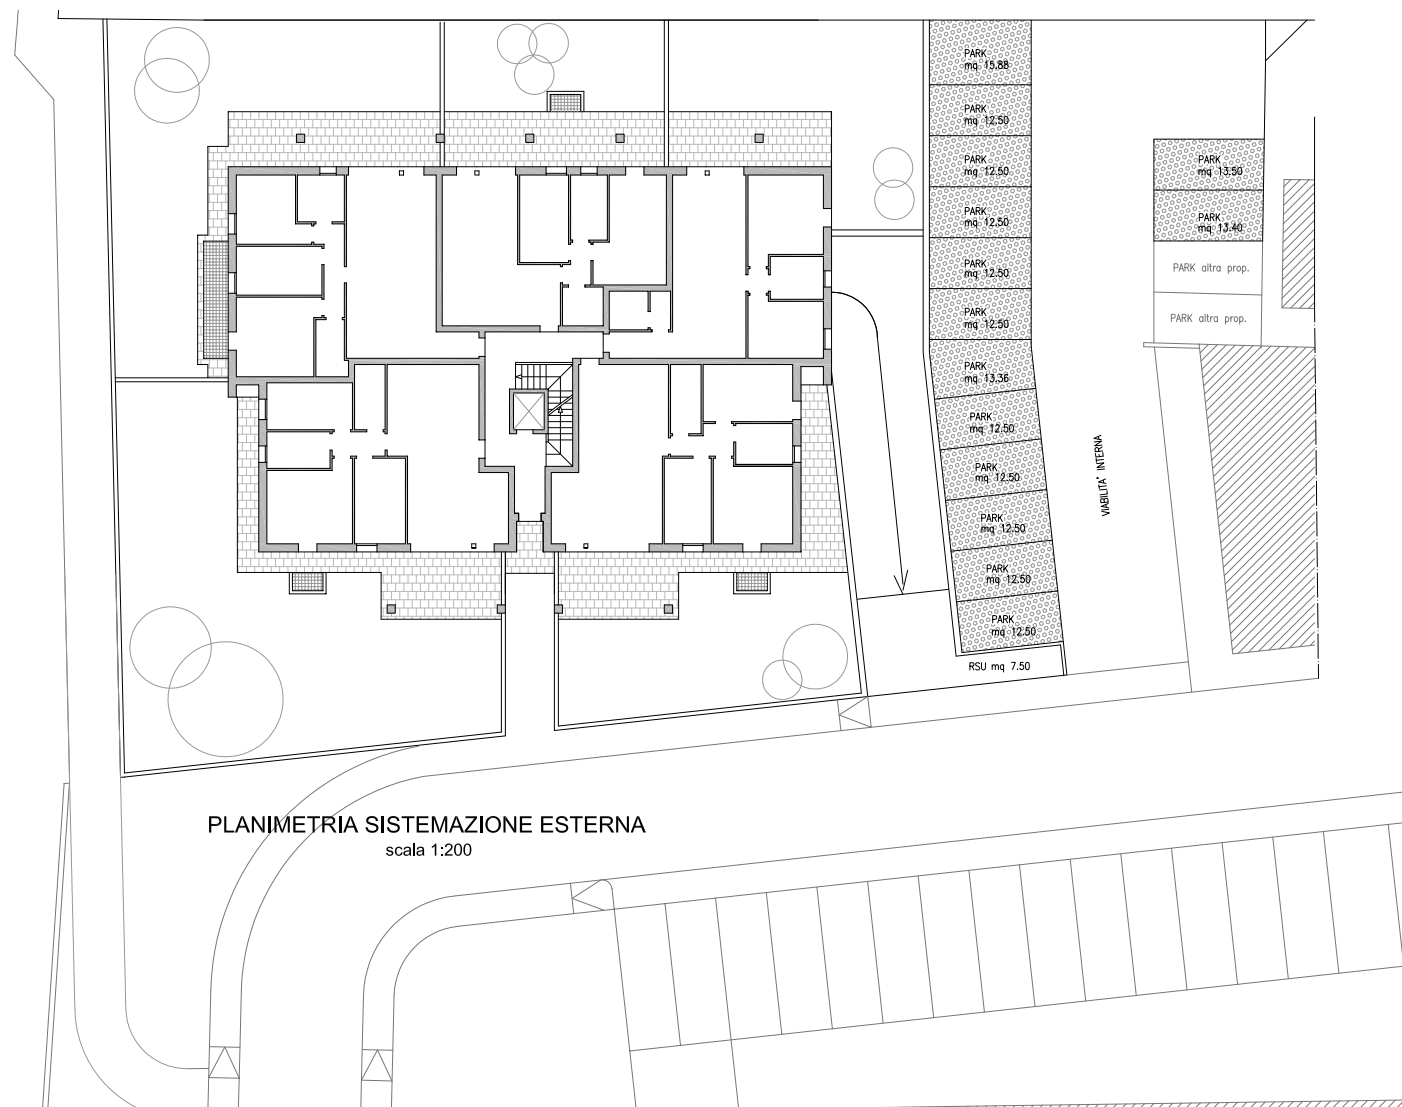 PARK
mq 15.88
PARK
mq 12.50
PARK
mq 12.50
PARK
mq 12.50
PARK
mq 12.50
PARK
mq 12.50
PARK
mq 13.36
PARK
mq 12.50
PARK
mq 12.50
PARK
mq 12.50
PARK
mq 12.50
PARK
mq 12.50
RSU mq 7.50
VIABILITA' INTERNA
PARK
mq 13.50
PARK
mq 13.40
PARK altra prop.
PARK altra prop.
PLANIMETRIA SISTEMAZIONE ESTERNA
scala 1:200